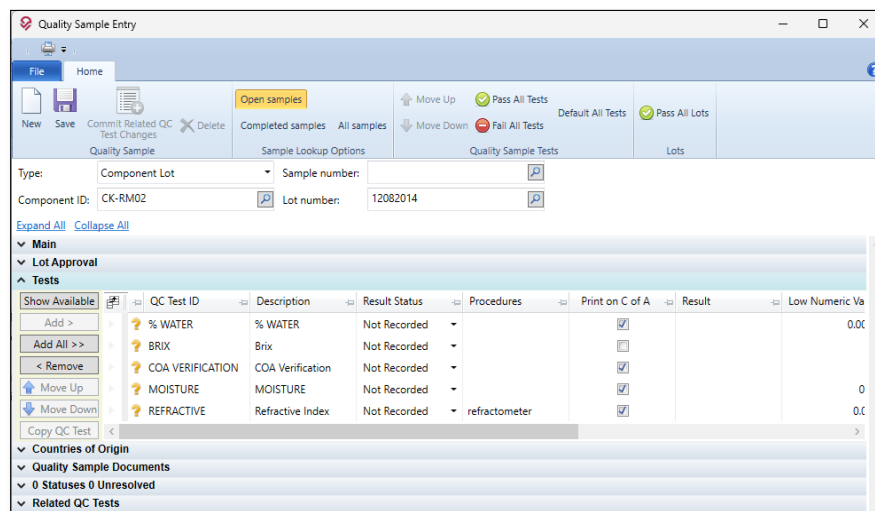 Quality Sample Entry
File Home
New Save Commit Related QC Test Changes Delete
Quality Sample
Open samples
Completed samples All samples
Sample Lookup Options
Move Up Pass All Tests
Move Down Fail All Tests
Default All Tests
Quality Sample Tests
Pass All Lots
Lots
Type: Component Lot Sample number:
Component ID: CK-RM02 Lot number: 12082014
Expand All Collapse All
Main
Lot Approval
Tests
Show Available QC Test ID Description Result Status Procedures Print on C of A Result Low Numeric Va
Add > % WATER % WATER Not Recorded 0.00
Add All >> BRIX Brix Not Recorded
< Remove COA VERIFICATION COA Verification Not Recorded
Move Up MOISTURE MOISTURE Not Recorded 0
Move Down REFRACTIVE Refractive Index Not Recorded refractometer 0.0
Copy QC Test
Countries of Origin
Quality Sample Documents
0 Statuses 0 Unresolved
Related QC Tests